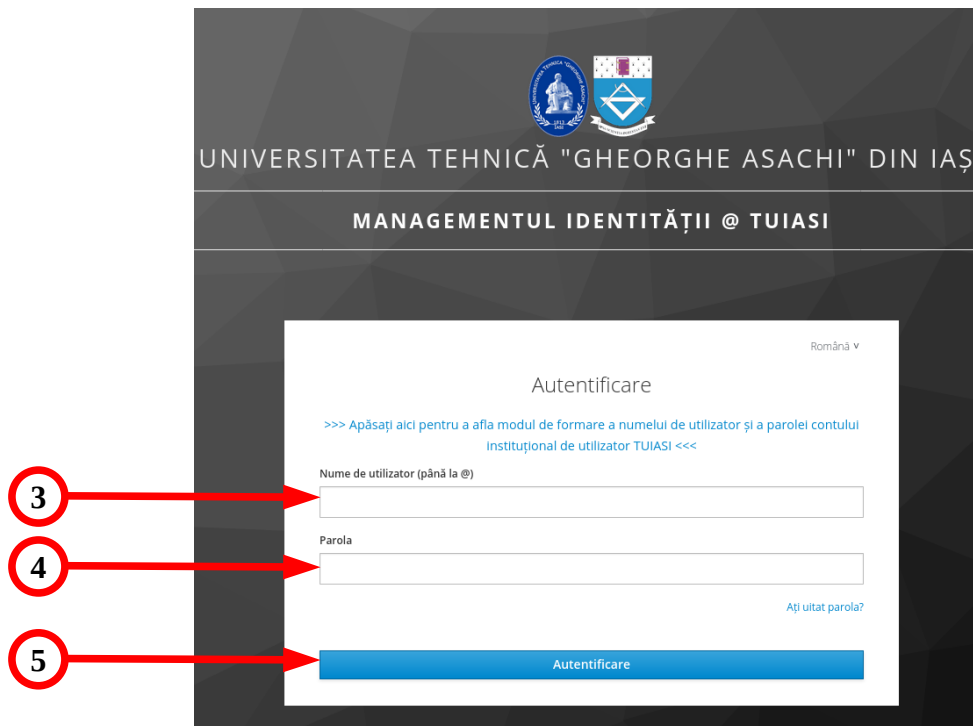 UNIVERSITATEA TEHNICĂ "GHEORGHE ASACHI" DIN IAȘ
MANAGEMENTUL IDENTITĂȚII @ TUIASI
Română ˅
Autentificare
>>> Apăsați aici pentru a afla modul de formare a numelui de utilizator și a parolei contului
instituțional de utilizator TUIASI <<<
Nume de utilizator (până la @)
3
Parola
4
Ați uitat parola?
5
Autentificare